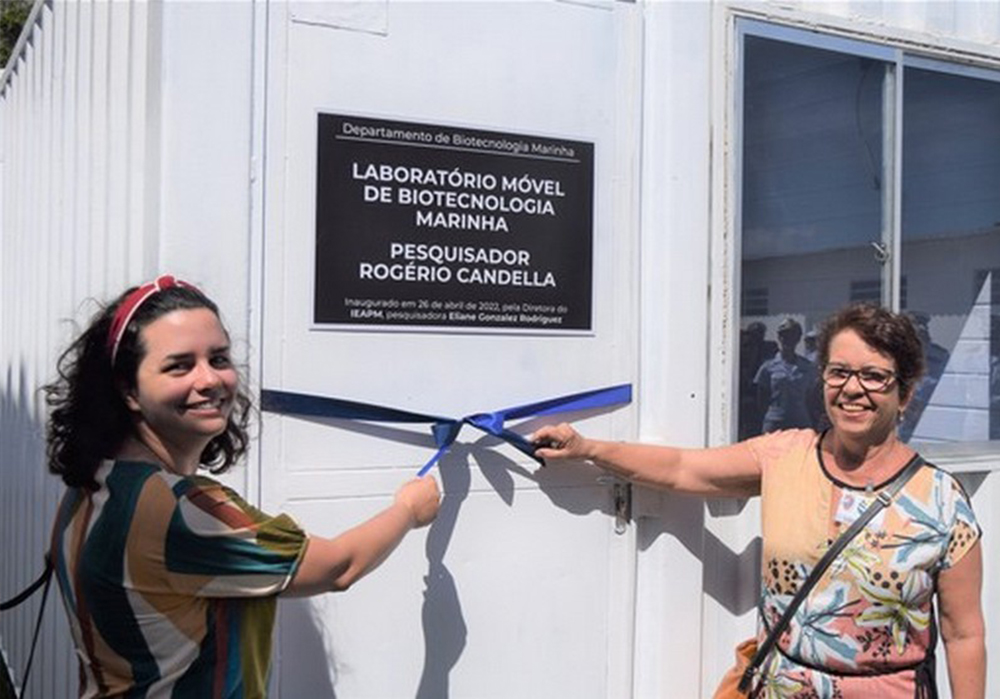 Departamento de Biotecnologia Marinha
LABORATÓRIO MÓVEL
DE BIOTECNOLOGIA
MARINHA
PESQUISADOR
ROGÉRIO CANDELLA
Inaugurado em 26 de abril de 2022, pela Diretora do
IEAPM, pesquisadora Eliane Gonzalez Rodriguez